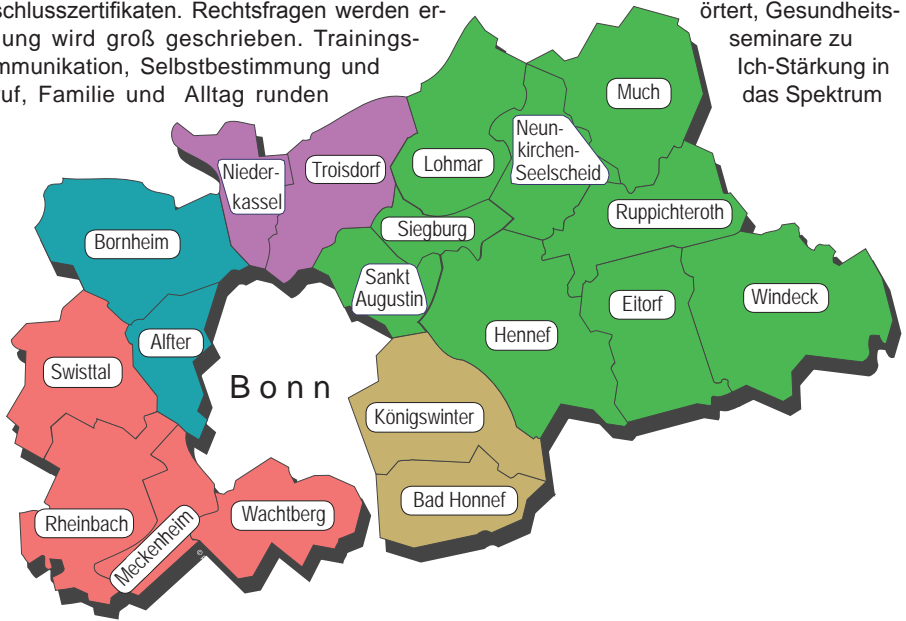 schlusszertifikaten. Rechtsfragen werden er- örtert, Gesundheits-
ung wird groß geschrieben. Trainings- seminare zu
mmunikation, Selbstbestimmung und Ich-Stärkung in
uf, Familie und Alltag runden das Spektrum
Much
Neun-
kirchen-
Seelscheid
Lohmar
Troisdorf
Nieder-
kassel
Ruppichteroth
Siegburg
Bornheim
Sankt
Augustin
Windeck
Eitorf
Hennef
Alfter
Swisttal
Bonn
Königswinter
Bad Honnef
Wachtberg
Rheinbach
Meckenheim